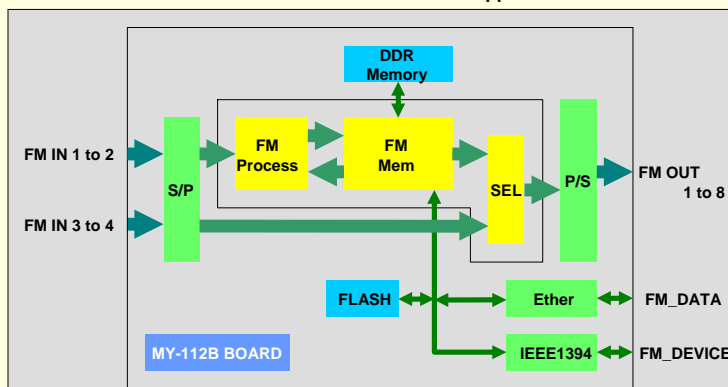 DDR
Memory
FM IN 1 to 2
FM IN 3 to 4
S/P
FM
Process
FM
Mem
SEL
P/S
FM OUT
1 to 8
FLASH
Ether
FM_DATA
MY-112B BOARD
IEEE1394
FM_DEVICE